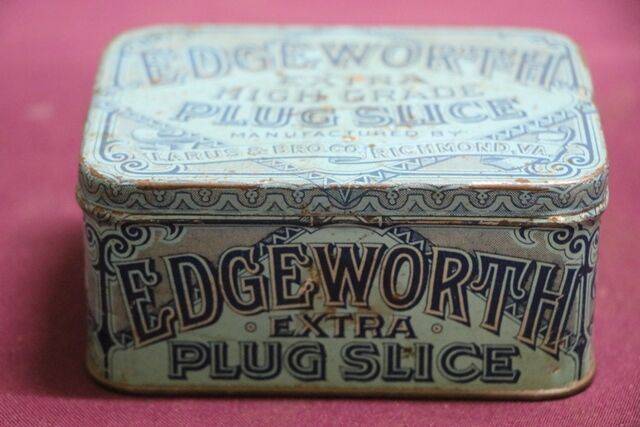 EDGEWORTH
EXTRA
HIGH GRADE
PLUG SLICE
MANUFACTURED BY
LARUS & BRO. CO. RICHMOND, VA.
EDGEWORTH
EXTRA
PLUG SLICE